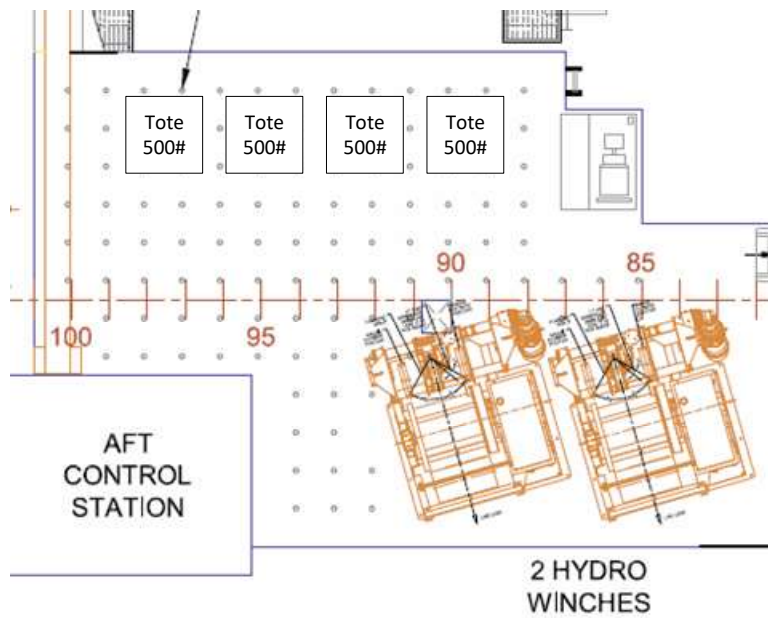 Tote
500#
Tote
500#
Tote
500#
Tote
500#
90
85
100
95
AFT
CONTROL
STATION
2 HYDRO
WINCHES